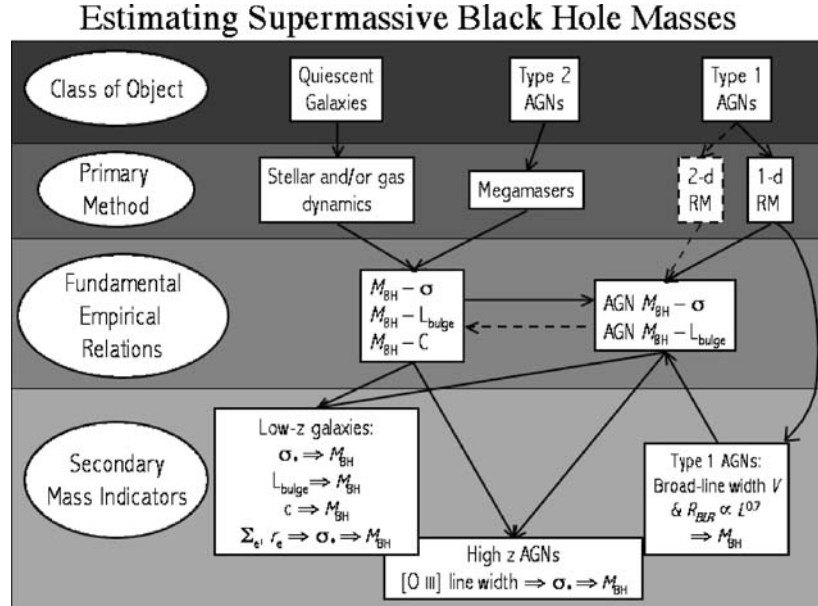 Estimating Supermassive Black Hole Masses
Class of Object
Quiescent
Galaxies
Type 2
AGNs
Type 1
AGNs
Primary
Method
Stellar and/or gas
dynamics
Megamasers
2-d
RM
1-d
RM
Fundamental
Empirical
Relations
M_BH − σ
M_BH − L_bulge
M_BH − C
AGN M_BH − σ
AGN M_BH − L_bulge
Secondary
Mass Indicators
Low-z galaxies:
σ* ⇒ M_BH
L_bulge ⇒ M_BH
c ⇒ M_BH
Σ_e, r_e ⇒ σ* ⇒ M_BH
High z AGNs
[O III] line width ⇒ σ* ⇒ M_BH
Type 1 AGNs:
Broad-line width V
& R_BLR ∝ L^0.7
⇒ M_BH